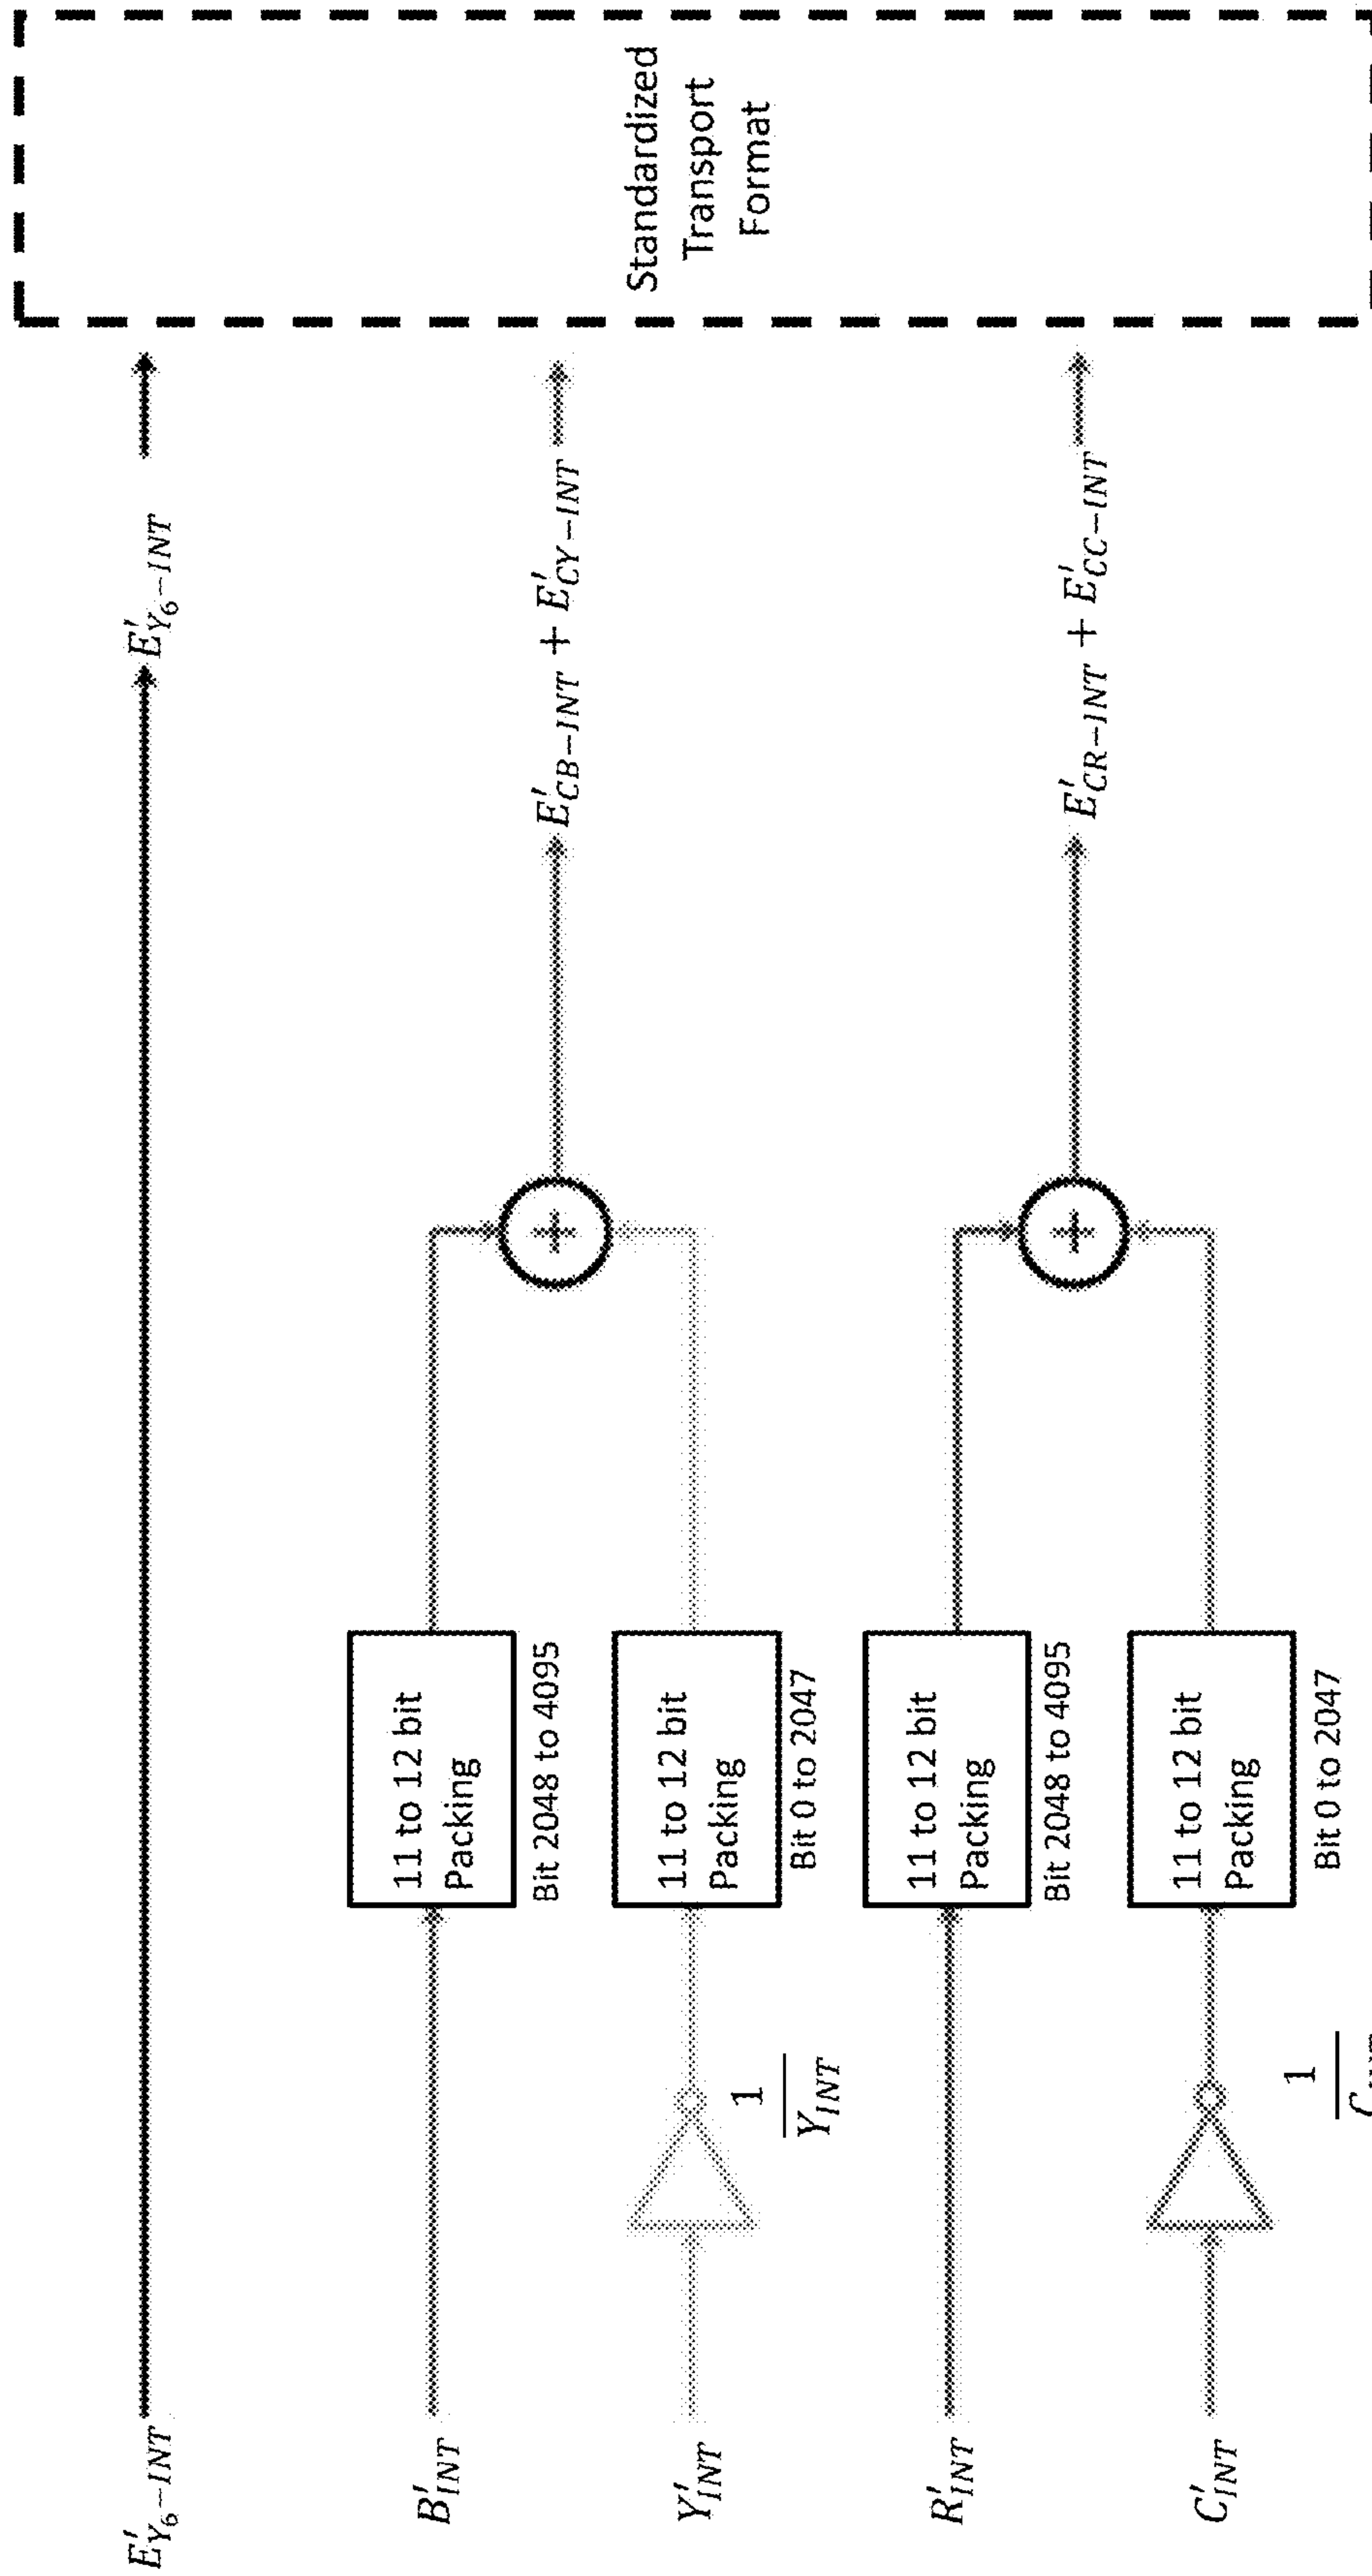 E′Y₆−INT
E′Y₆−INT
B′INT
11 to 12 bit
Packing
Bit 2048 to 4095
+
E′CB−INT + E′CY−INT
Y′INT
1
YINT
11 to 12 bit
Packing
Bit 0 to 2047
R′INT
11 to 12 bit
Packing
Bit 2048 to 4095
+
E′CR−INT + E′CC−INT
C′INT
1
11 to 12 bit
Packing
Bit 0 to 2047
Standardized
Transport
Format